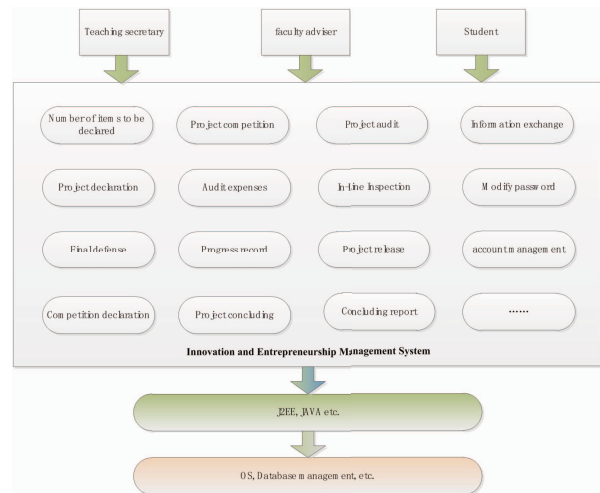 Teaching secretary
faculty adviser
Student
Number of items to be
declared
Project competition
Project audit
Information exchange
Project declaration
Audit expenses
In-Line Inspection
Modify password
Final defense
Progress record
Project release
account management
Competition declaration
Project concluding
Concluding report
......
Innovation and Entrepreneurship Management System
J2EE, JAVA etc.
OS, Database management, etc.